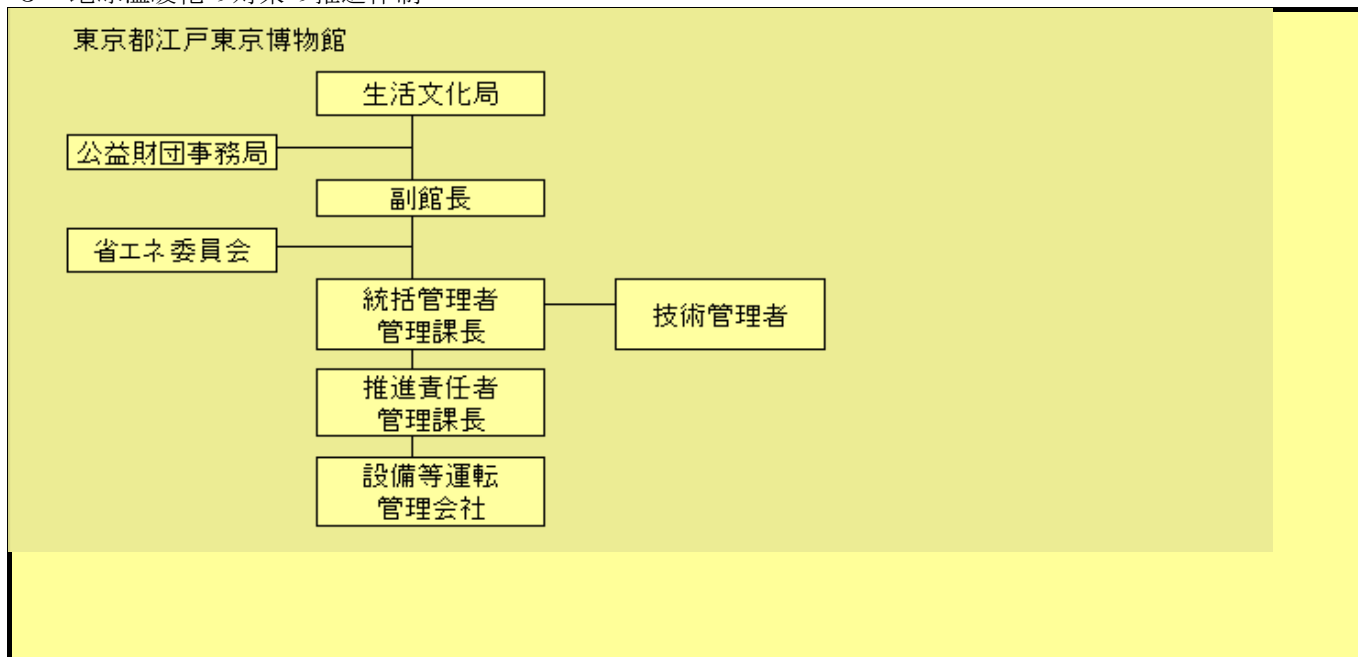 東京都江戸東京博物館
生活文化局
公益財団事務局
副館長
省エネ委員会
統括管理者
管理課長
技術管理者
推進責任者
管理課長
設備等運転
管理会社